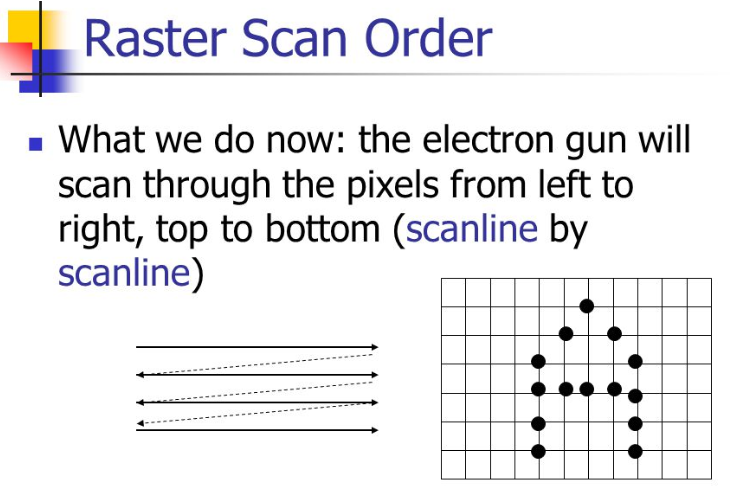 Raster Scan Order
What we do now: the electron gun will
scan through the pixels from left to
right, top to bottom (scanline by
scanline)